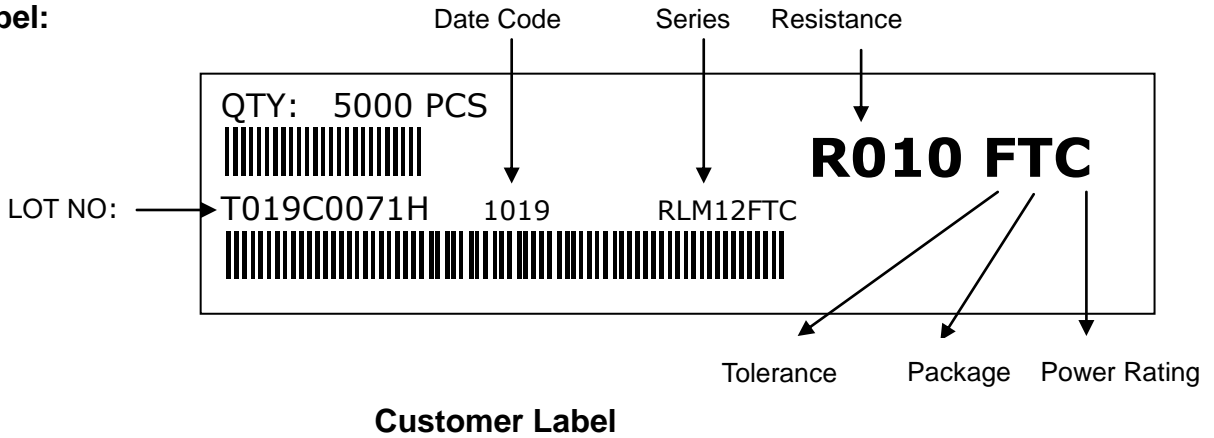 Date Code Series Resistance
QTY: 5000 PCS
R010 FTC
LOT NO: T019C0071H 1019 RLM12FTC
Tolerance Package Power Rating
Customer Label